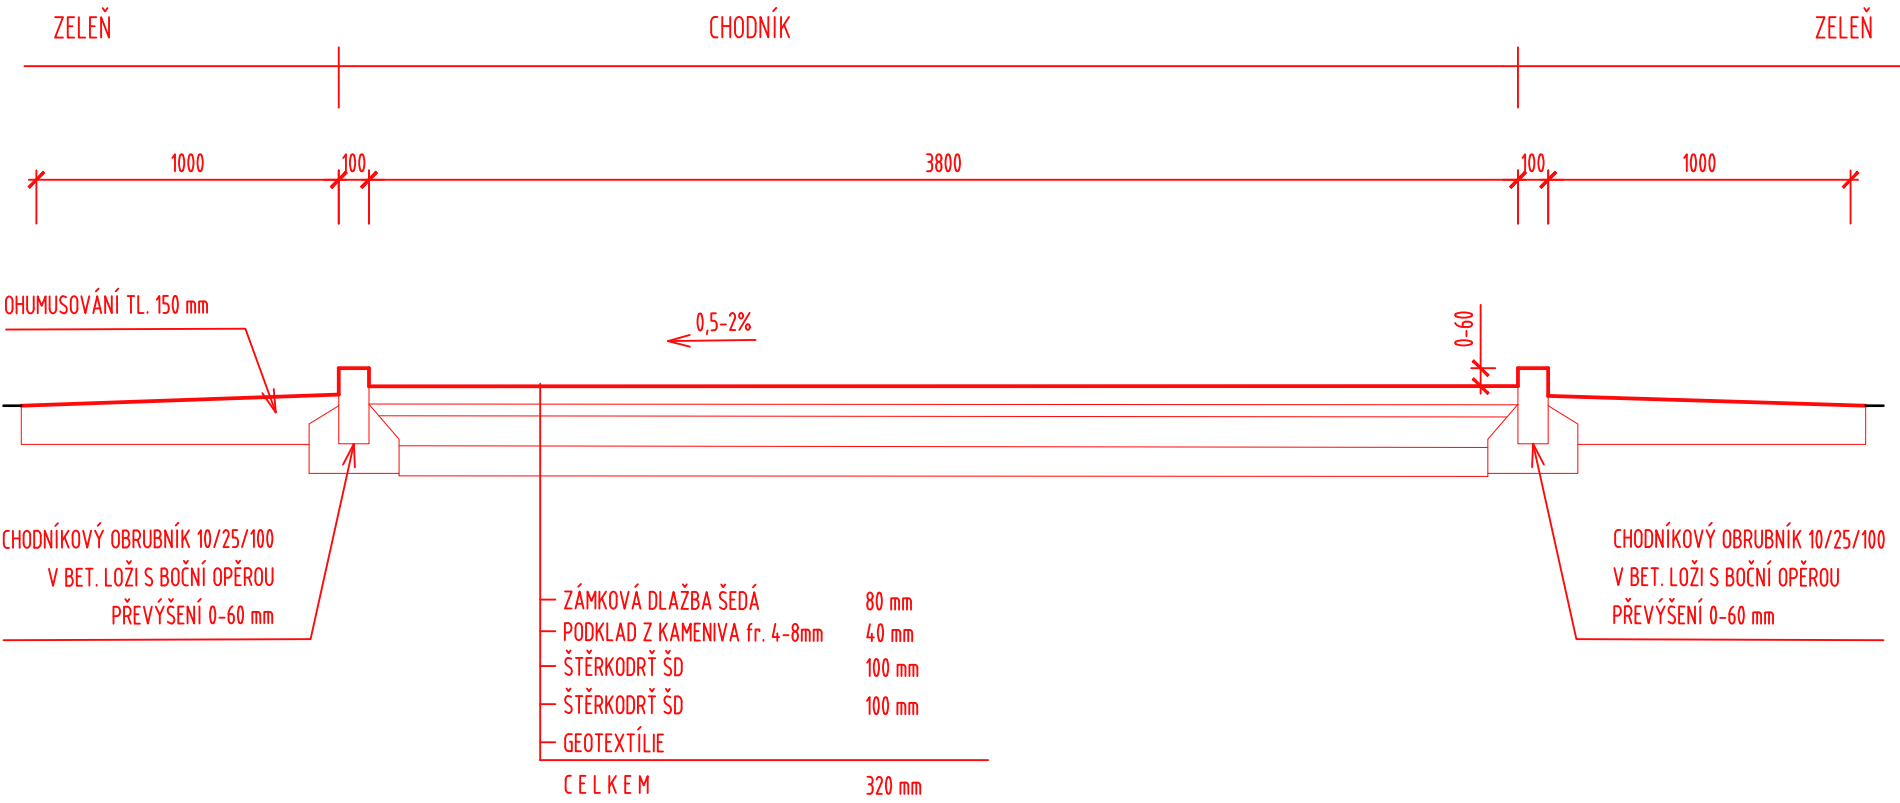 ZELEŇ CHODNÍK ZELEŇ
1000 100 3800 100 1000
OHUMUSOVÁNÍ TL. 150 mm
0,5-2%
0-60
CHODNÍKOVÝ OBRUBNÍK 10/25/100
V BET. LOŽI S BOČNÍ OPĚROU
PŘEVÝŠENÍ 0-60 mm
CHODNÍKOVÝ OBRUBNÍK 10/25/100
V BET. LOŽI S BOČNÍ OPĚROU
PŘEVÝŠENÍ 0-60 mm
ZÁMKOVÁ DLAŽBA ŠEDÁ 80 mm
PODKLAD Z KAMENIVA fr. 4-8mm 40 mm
ŠTĚRKODRŤ ŠD 100 mm
ŠTĚRKODRŤ ŠD 100 mm
GEOTEXTÍLIE
CELKEM 320 mm